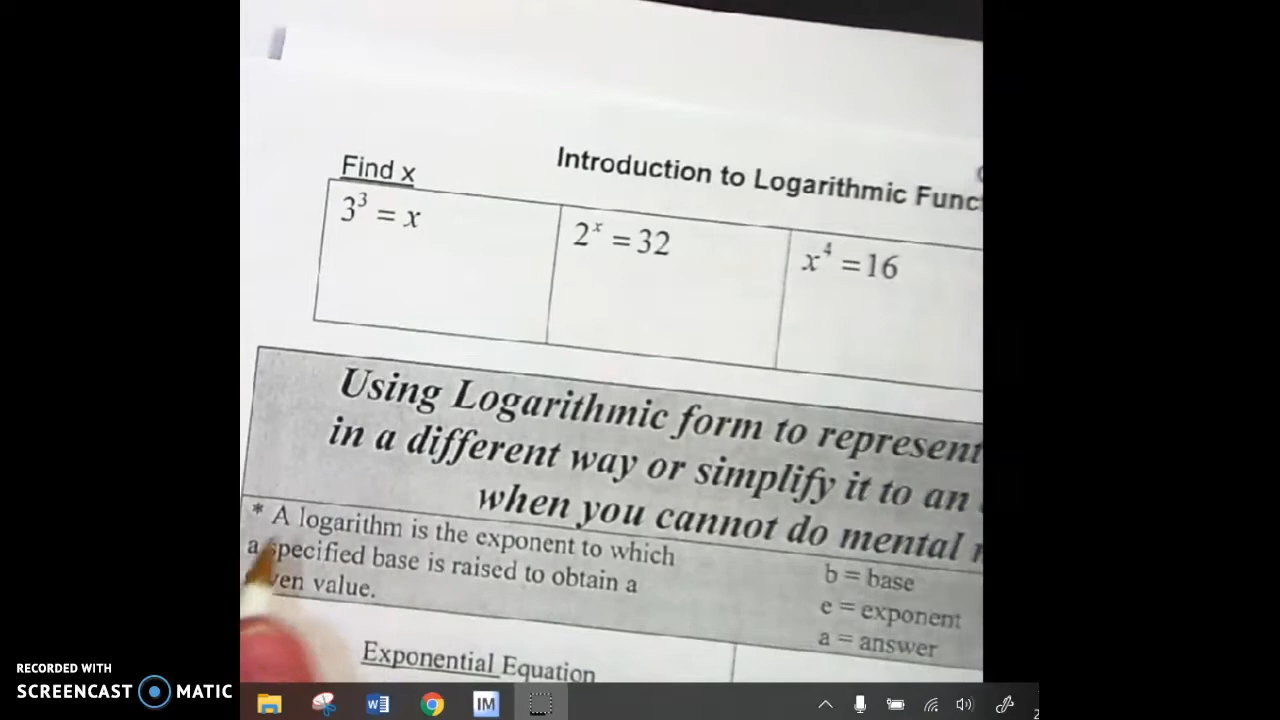 Introduction to Logarithmic Func
Find x
3³ = x
2ˣ = 32
x⁴ = 16
Using Logarithmic form to represent
in a different way or simplify it to an
when you cannot do mental
* A logarithm is the exponent to which
a specified base is raised to obtain a
value.
b = base
e = exponent
a = answer
Exponential Equation
RECORDED WITH
SCREENCAST MATIC
IM